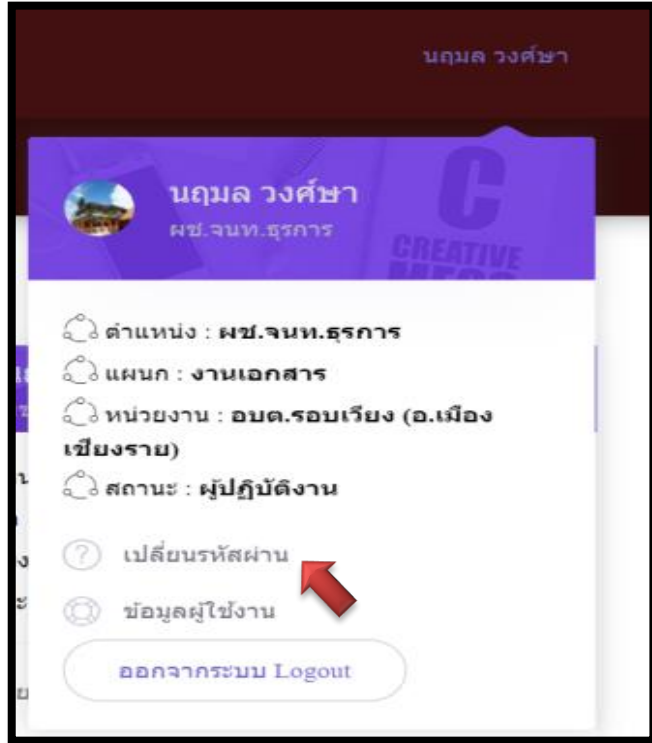 นฤมล วงศ์ษา
นฤมล วงศ์ษา
ผช.จนท.ธุรการ
C
CREATIVE
ตำแหน่ง : ผช.จนท.ธุรการ
แผนก : งานเอกสาร
หน่วยงาน : อบต.รอบเวียง (อ.เมือง
เชียงราย)
สถานะ : ผู้ปฏิบัติงาน
? เปลี่ยนรหัสผ่าน
ข้อมูลผู้ใช้งาน
ออกจากระบบ Logout